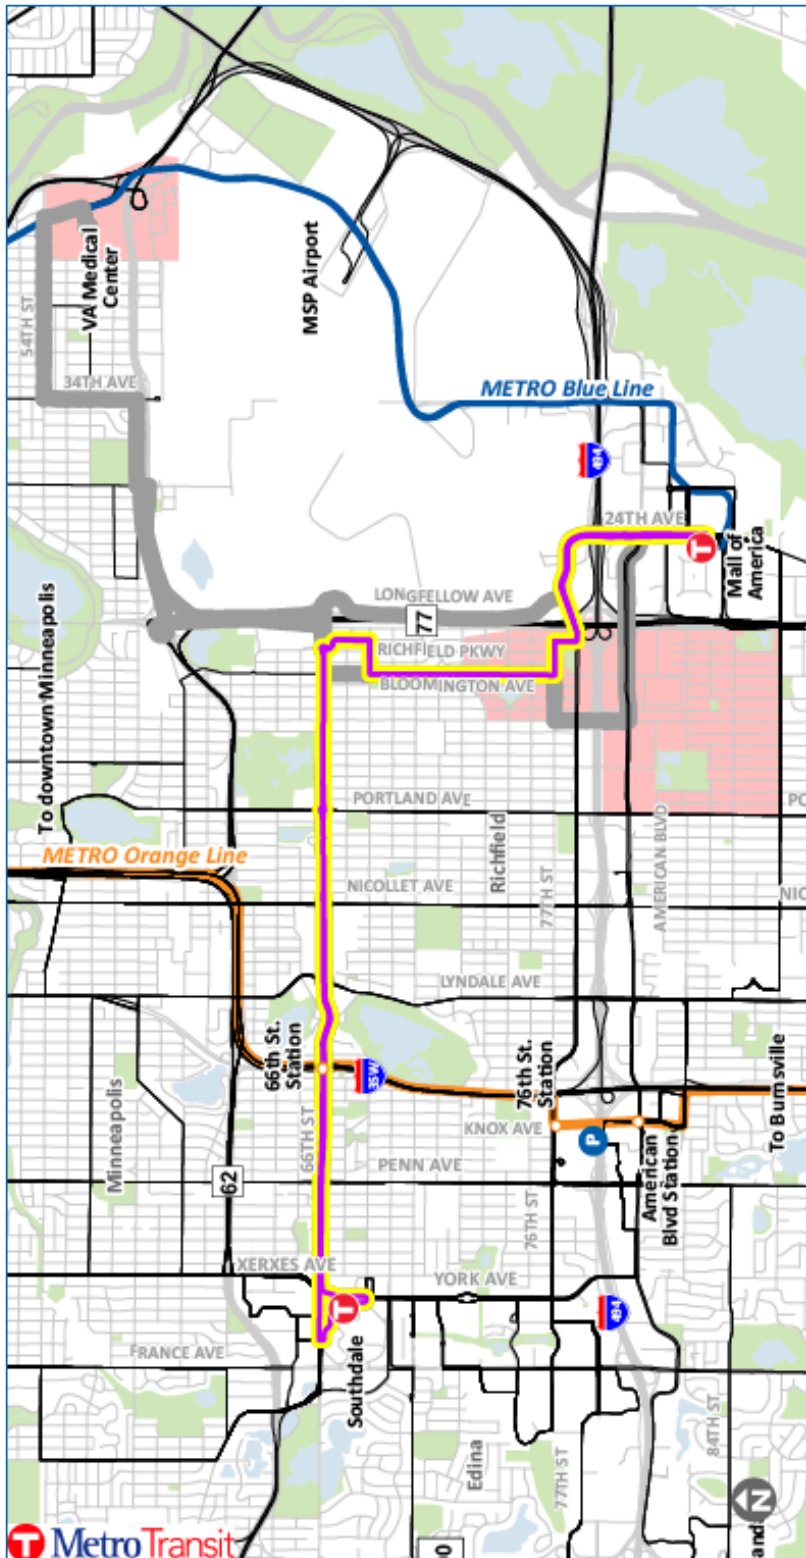 54TH ST
VA Medical
Center
34TH AVE
MSP Airport
METRO Blue Line
494
24TH AVE
T
Mall of
America
LONGFELLOW AVE
77
RICHFIELD PKWY
BLOOMINGTON AVE
To downtown Minneapolis
PORTLAND AVE
METRO Orange Line
NICOLLET AVE
Richfield
77TH ST
AMERICAN BLVD
LYNDALE AVE
66th St.
Station
35W
76th St.
Station
KNOX AVE
P
Minneapolis
66TH ST
PENN AVE
62
76TH ST
American
Blvd Station
To Burnsville
XERXES AVE
YORK AVE
T
494
FRANCE AVE
Southdale
Edina
77TH ST
84TH ST
N
T MetroTransit